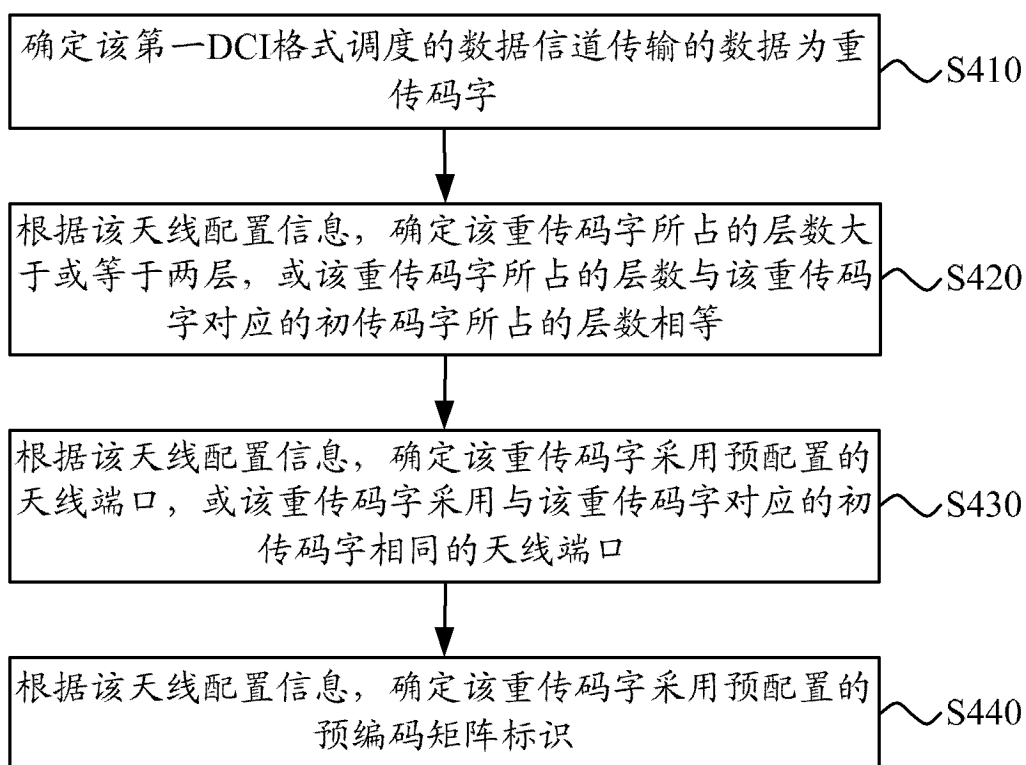 确定该第一DCI格式调度的数据信道传输的数据为重
传码字
S410
根据该天线配置信息，确定该重传码字所占的层数大
于或等于两层，或该重传码字所占的层数与该重传码
字对应的初传码字所占的层数相等
S420
根据该天线配置信息，确定该重传码字采用预配置的
天线端口，或该重传码字采用与该重传码字对应的初
传码字相同的天线端口
S430
根据该天线配置信息，确定该重传码字采用预配置的
预编码矩阵标识
S440